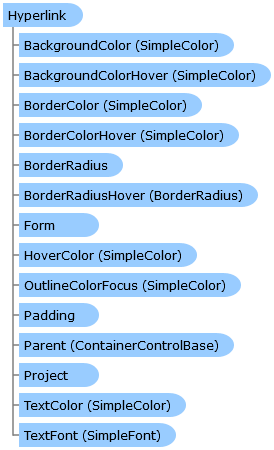 Hyperlink
BackgroundColor (SimpleColor)
BackgroundColorHover (SimpleColor)
BorderColor (SimpleColor)
BorderColorHover (SimpleColor)
BorderRadius
BorderRadiusHover (BorderRadius)
Form
HoverColor (SimpleColor)
OutlineColorFocus (SimpleColor)
Padding
Parent (ContainerControlBase)
Project
TextColor (SimpleColor)
TextFont (SimpleFont)